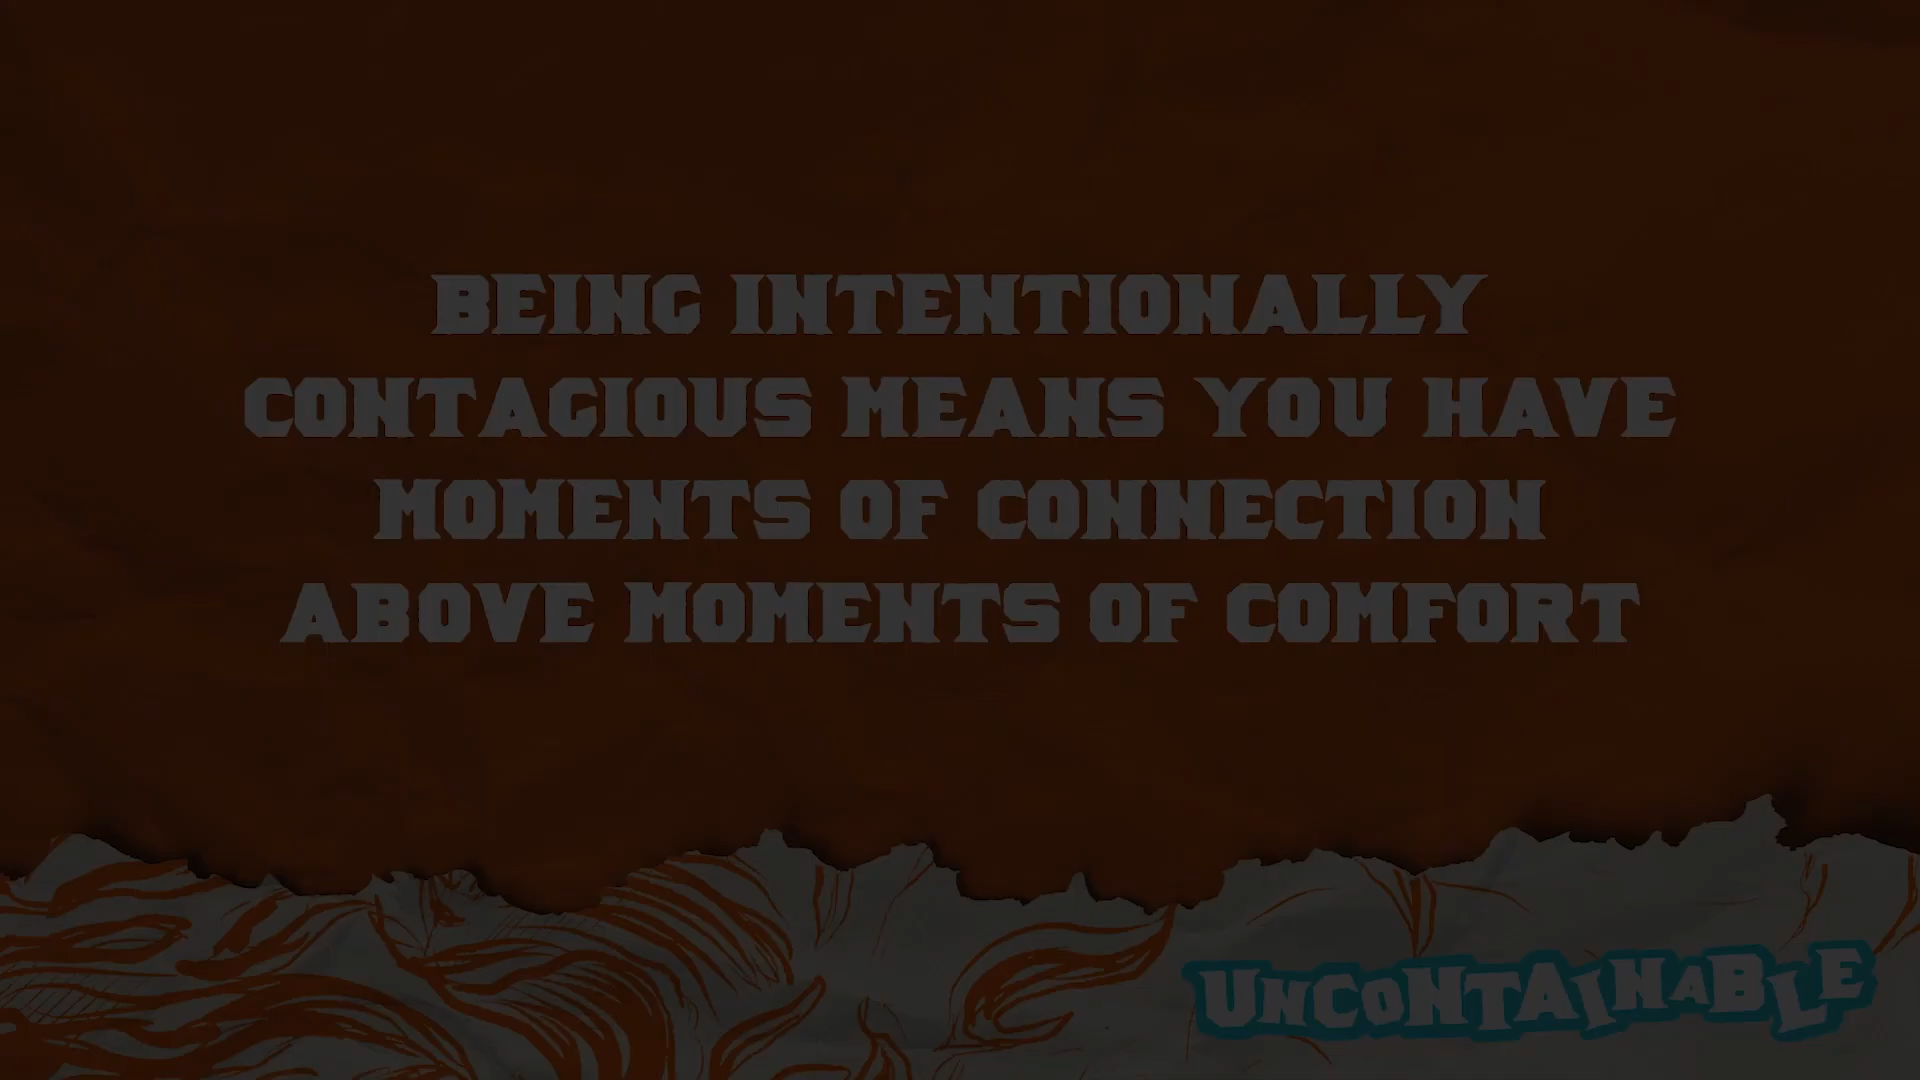 BEING INTENTIONALLY
CONTAGIOUS MEANS YOU HAVE
MOMENTS OF CONNECTION
ABOVE MOMENTS OF COMFORT
UNCONTAINABLE